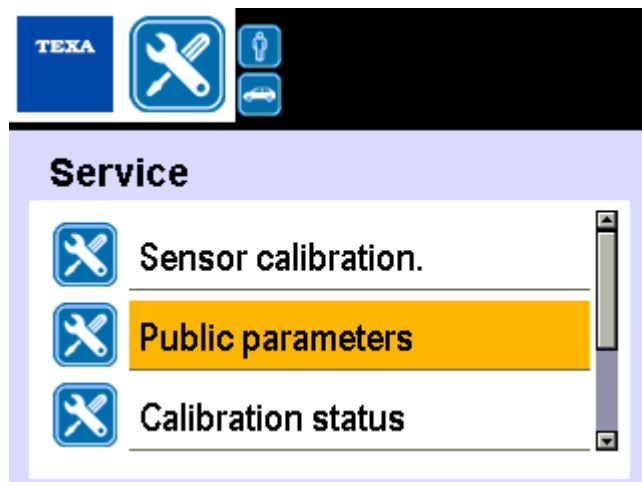 TEXA
Service
Sensor calibration.
Public parameters
Calibration status